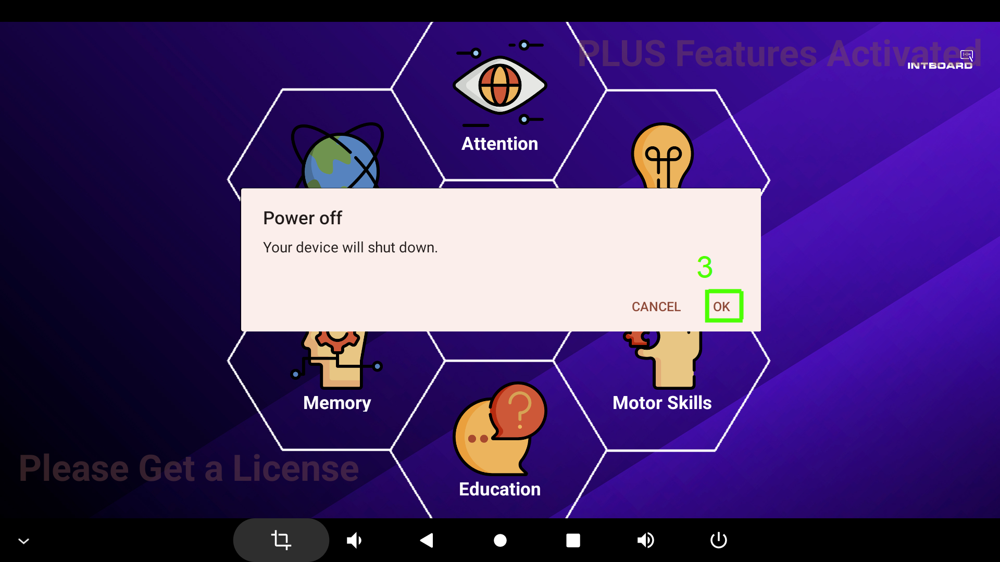 PLUS Features Activated
INTBOARD
Attention
Power off
Your device will shut down.
3
CANCEL
OK
Memory
Motor Skills
?
Please Get a License
Education